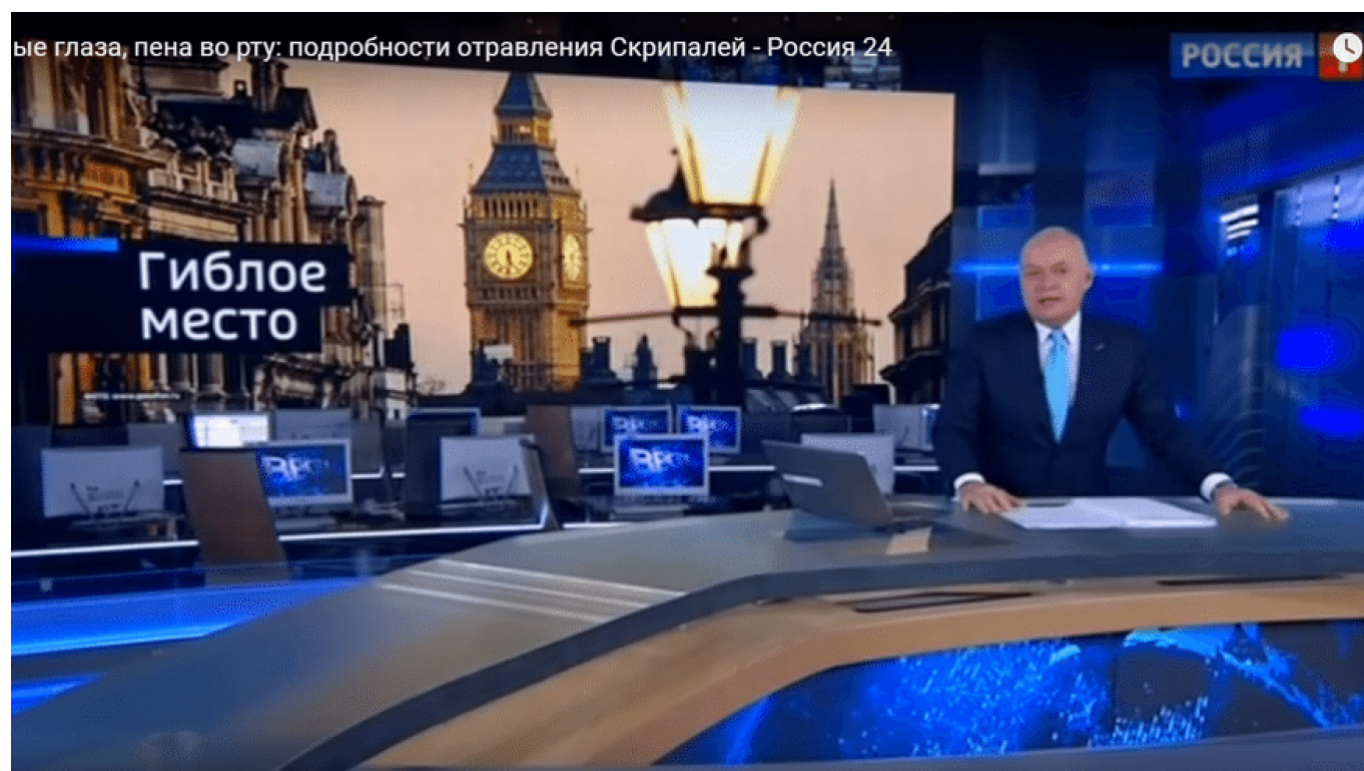 ые глаза, пена во рту: подробности отравления Скрипалей - Россия 24
РОССИЯ
Гиблое
место